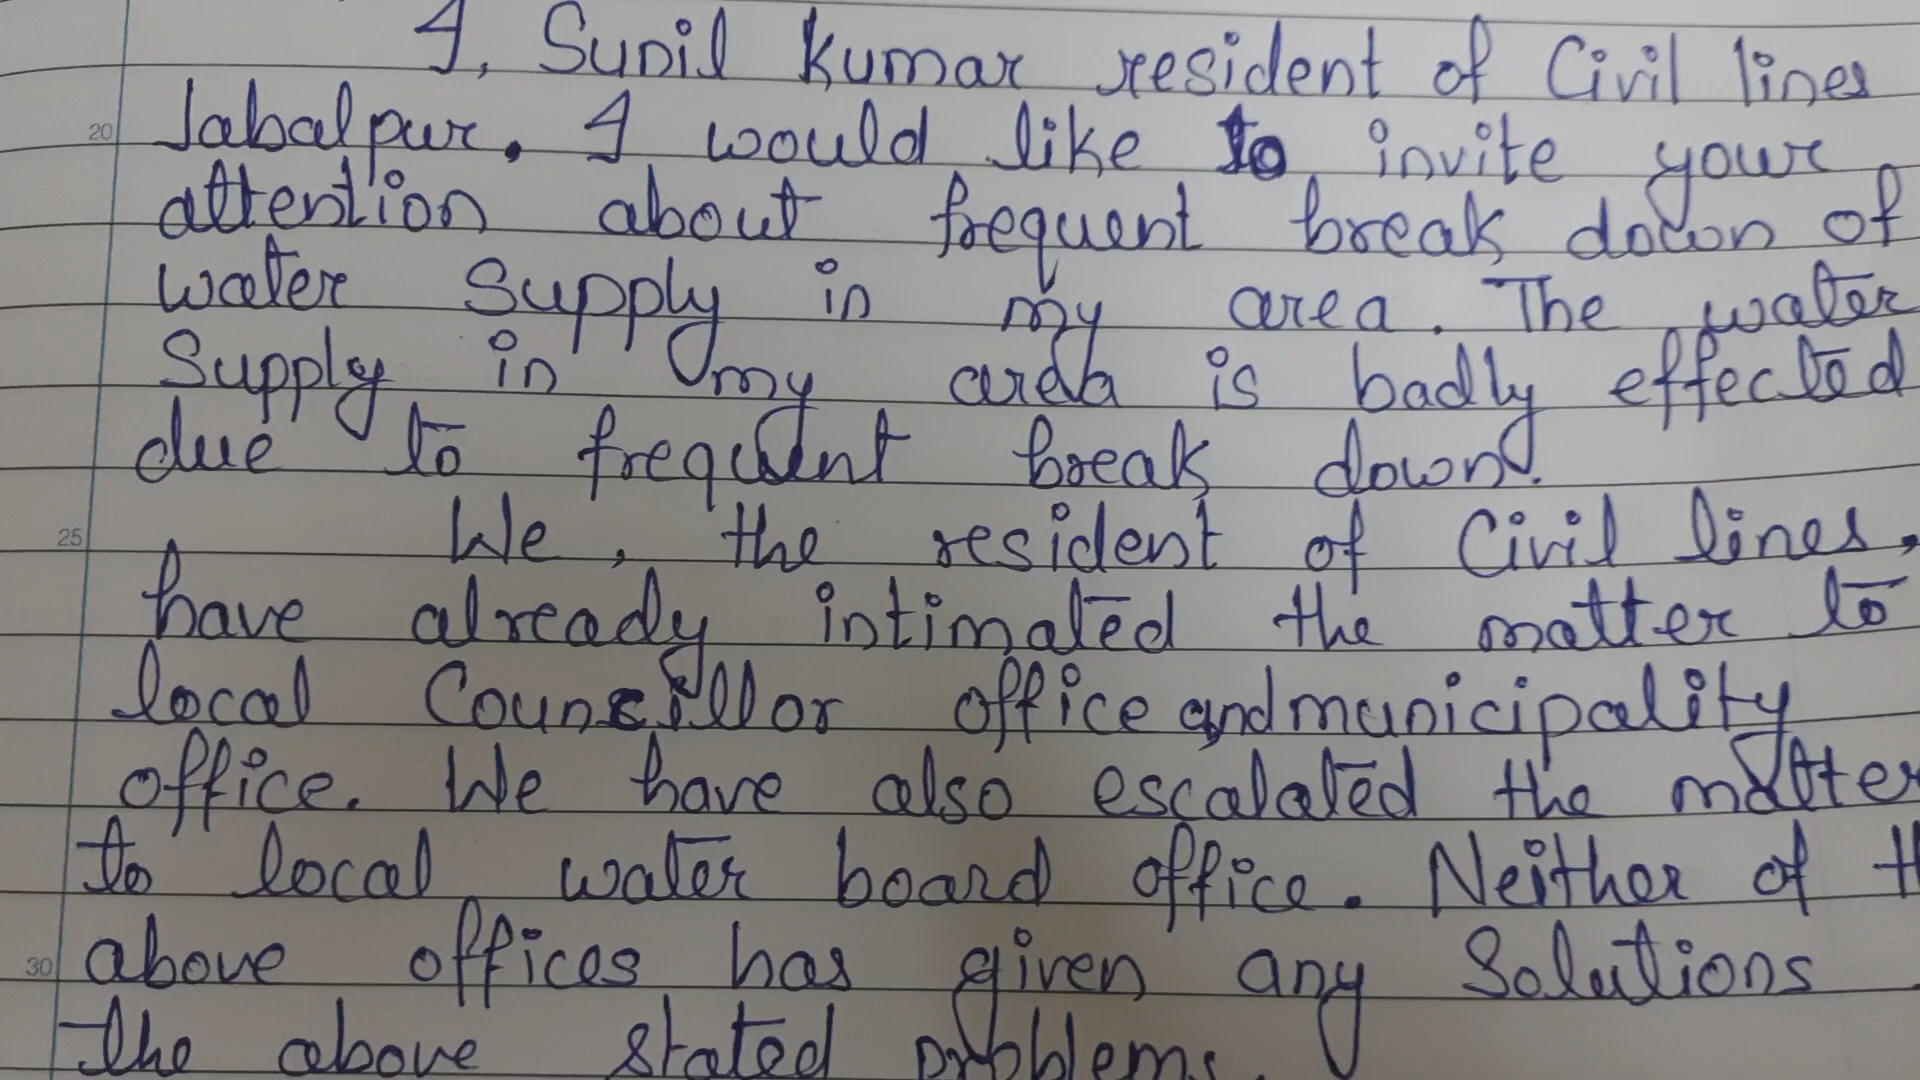 I, Sunil Kumar resident of Civil lines
20 Jabalpur. I would like to invite your
attention about frequent break down of
water supply in my area. The water
Supply in my area is badly effected
due to frequent break down.
25 We, the resident of Civil lines,
have already intimated the matter to
local Councillor office and municipality
office. We have also escalated the matter
to local water board office. Neither of
30 above offices has given any Solutions
the above stated problems.